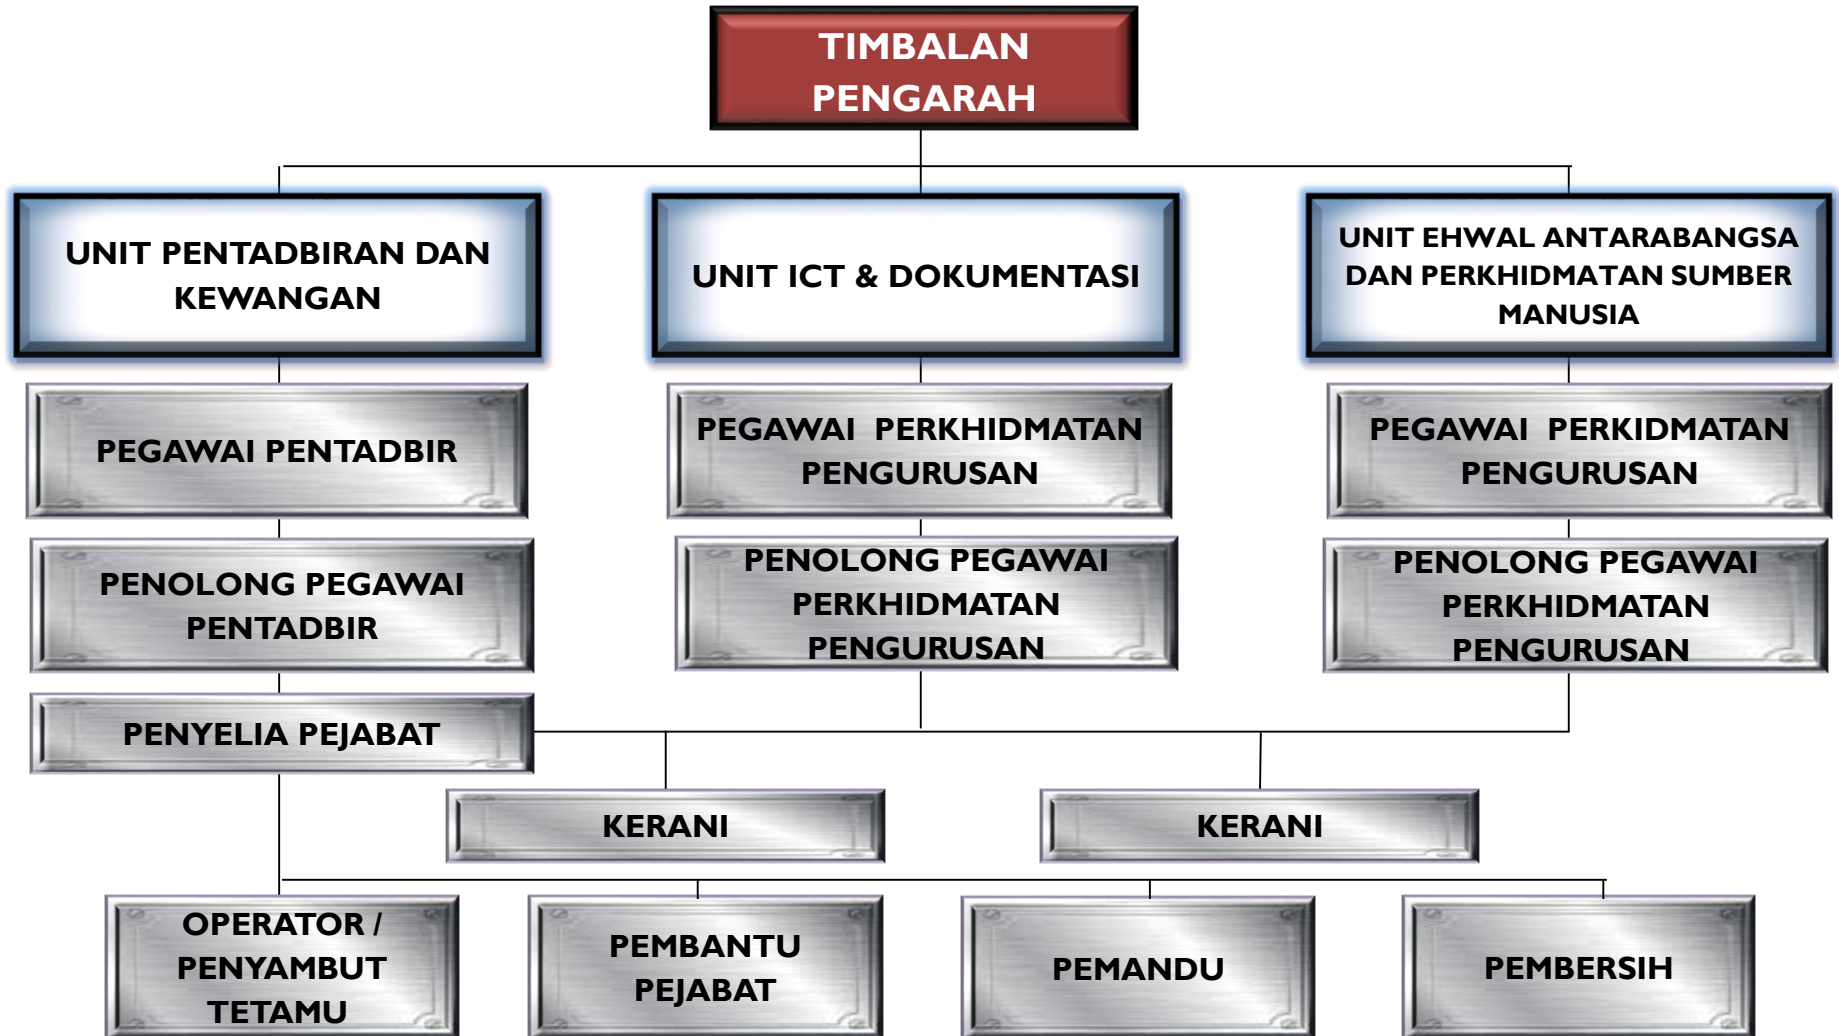 TIMBALAN
PENGARAH
UNIT PENTADBIRAN DAN
KEWANGAN
UNIT ICT & DOKUMENTASI
UNIT EHWAL ANTARABANGSA
DAN PERKHIDMATAN SUMBER
MANUSIA
PEGAWAI PENTADBIR
PEGAWAI PERKHIDMATAN
PENGURUSAN
PEGAWAI PERKIDMATAN
PENGURUSAN
PENOLONG PEGAWAI
PENTADBIR
PENOLONG PEGAWAI
PERKHIDMATAN
PENGURUSAN
PENOLONG PEGAWAI
PERKHIDMATAN
PENGURUSAN
PENYELIA PEJABAT
KERANI
KERANI
OPERATOR /
PENYAMBUT
TETAMU
PEMBANTU
PEJABAT
PEMANDU
PEMBERSIH